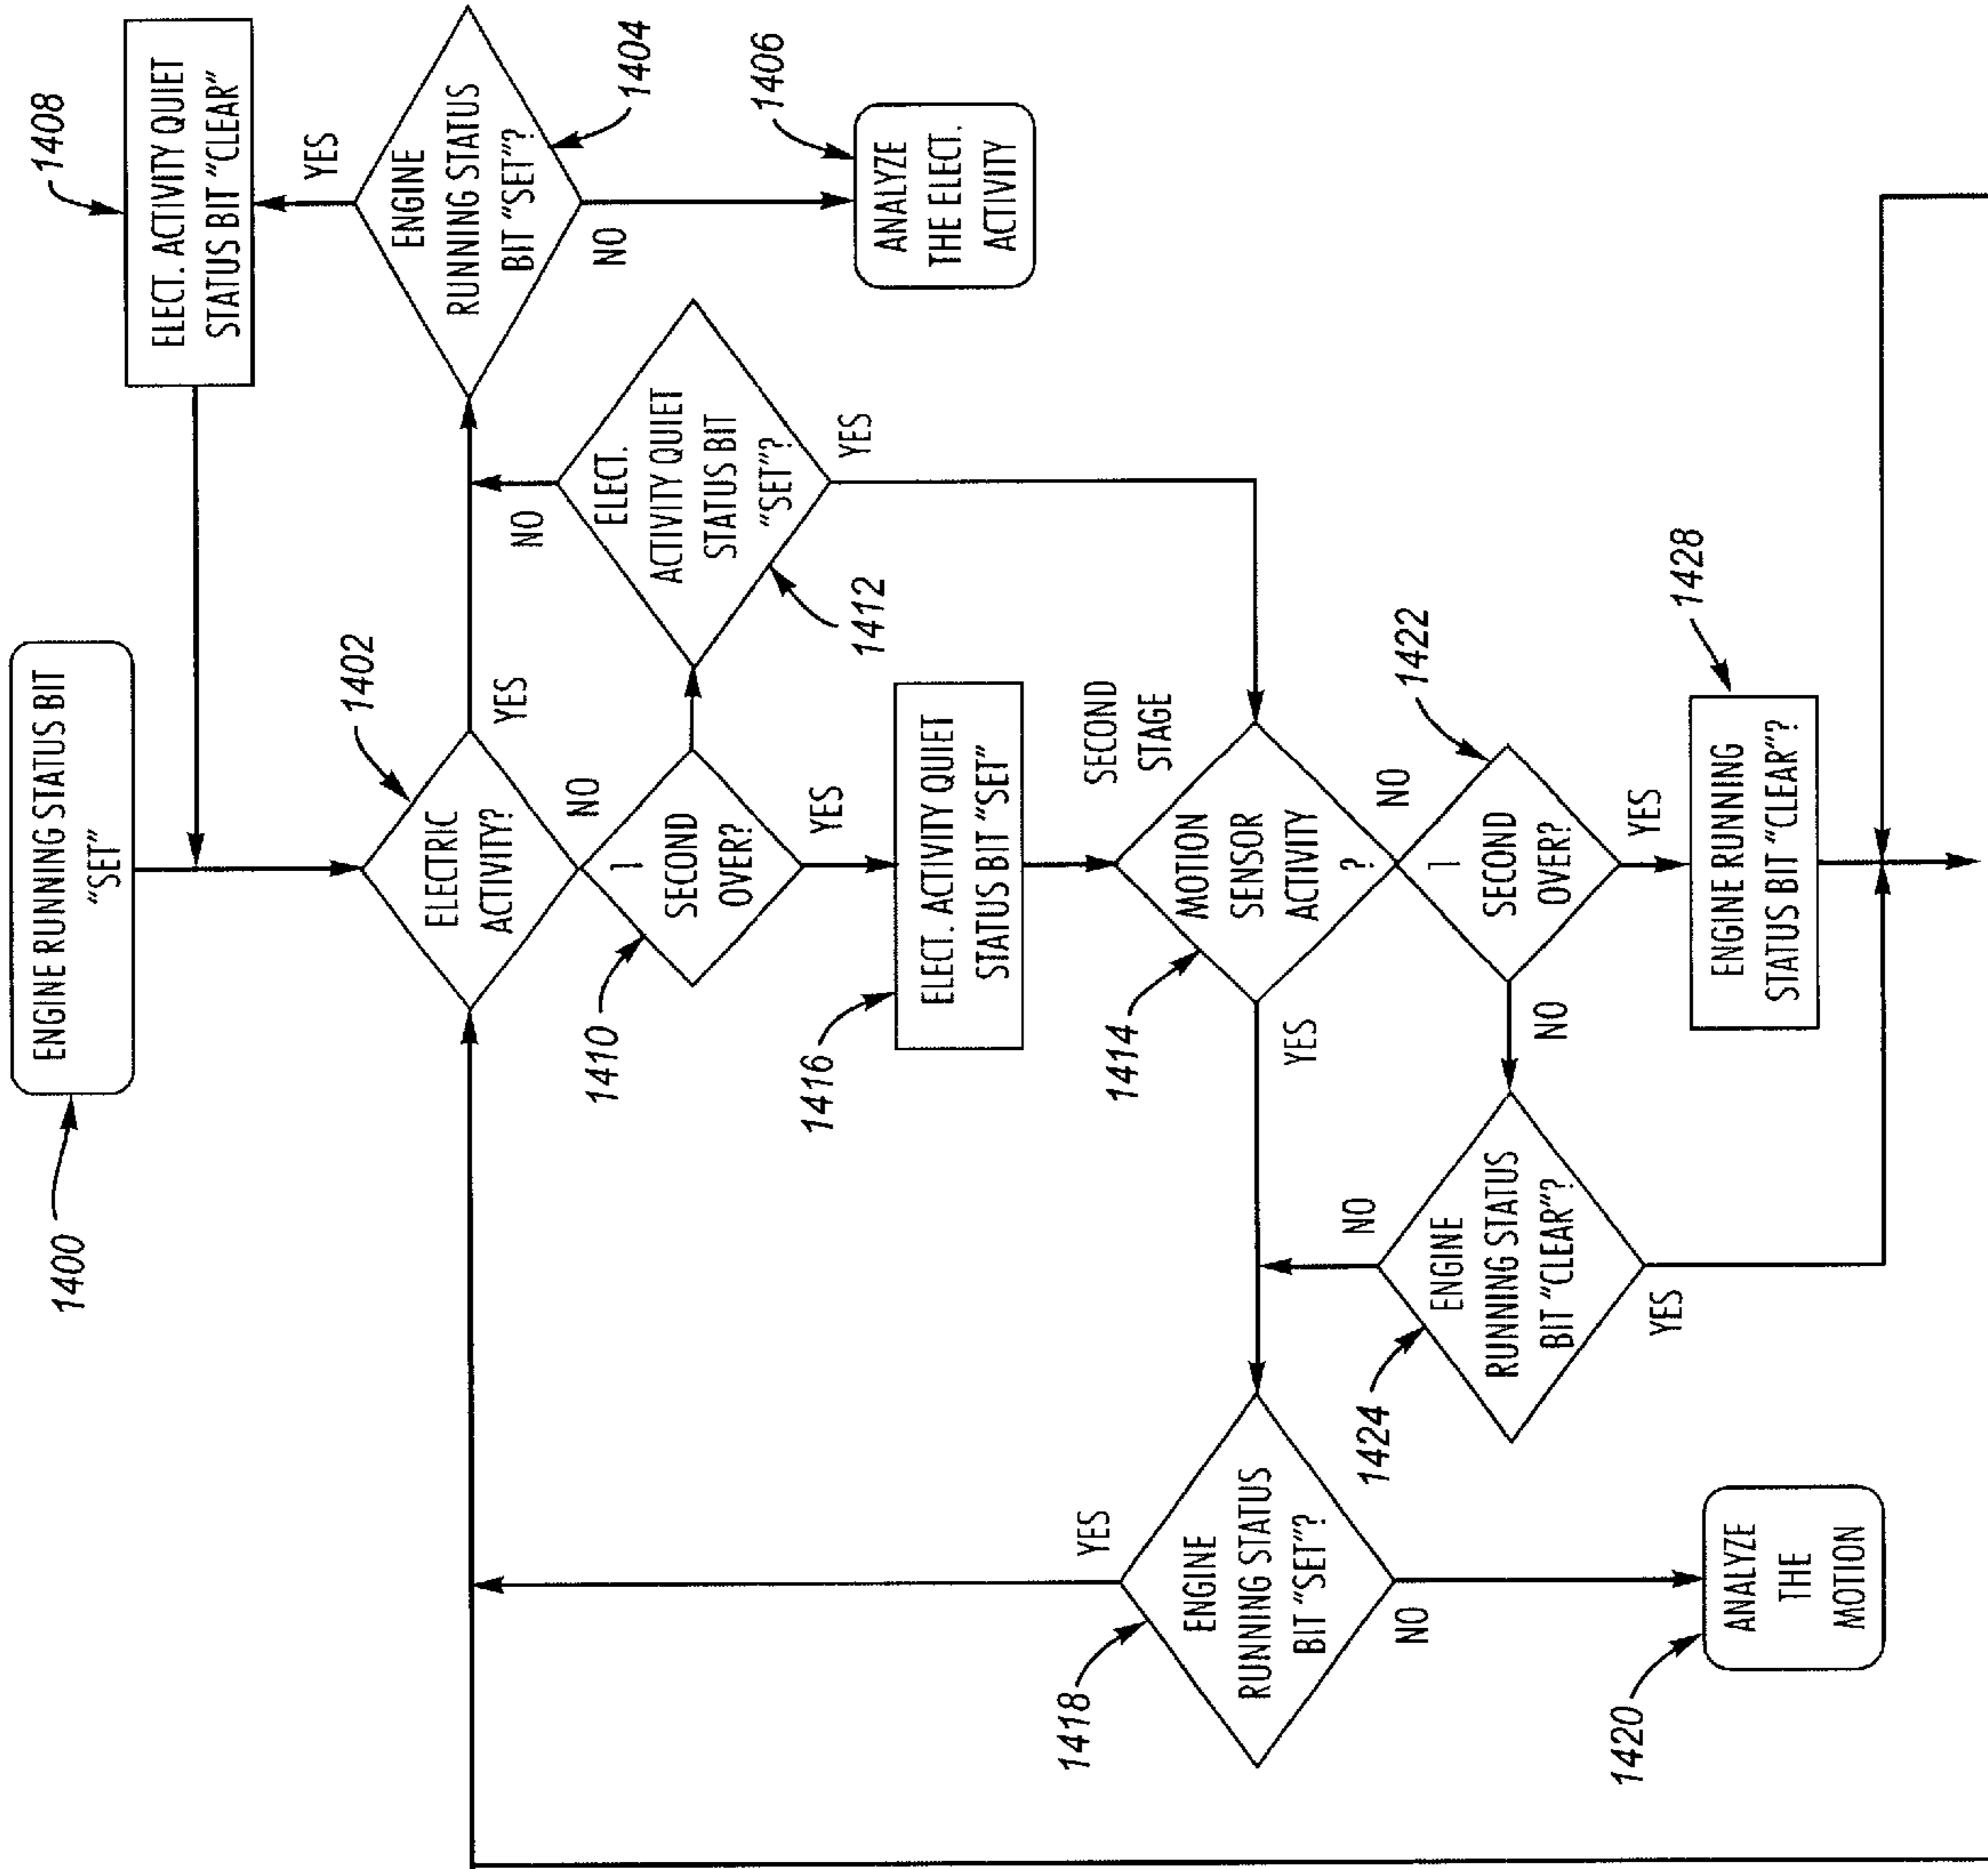 1400
ENGINE RUNNING STATUS BIT
"SET"
1408
ELECT. ACTIVITY QUIET
STATUS BIT "CLEAR"
1402
ELECTRIC
ACTIVITY?
YES
NO
YES
ENGINE
RUNNING STATUS
BIT "SET"?
1404
NO
1406
ANALYZE
THE ELECT.
ACTIVITY
1410
1
SECOND
OVER?
YES
NO
ELECT.
ACTIVITY QUIET
STATUS BIT
"SET"?
YES
1412
1416
ELECT. ACTIVITY QUIET
STATUS BIT "SET"
SECOND
STAGE
1414
MOTION
SENSOR
ACTIVITY
?
YES
NO
1422
1
SECOND
OVER?
YES
NO
1428
ENGINE RUNNING
STATUS BIT "CLEAR"?
NO
ENGINE
RUNNING STATUS
BIT "CLEAR"?
YES
1424
YES
ENGINE
RUNNING STATUS
BIT "SET"?
NO
1418
1420
ANALYZE
THE
MOTION